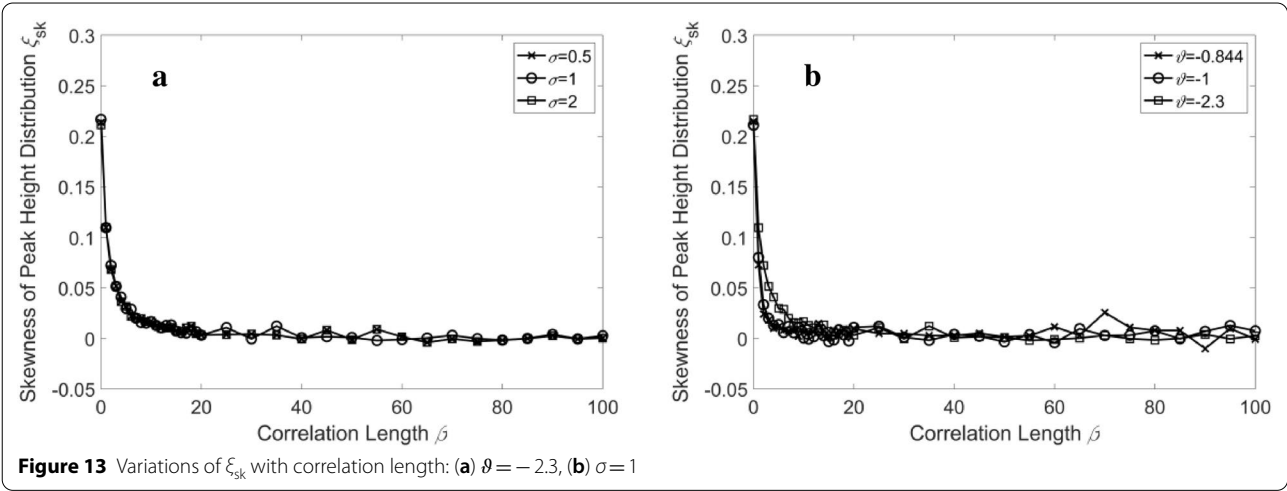 0.3
0.25
0.2
0.15
0.1
0.05
0
-0.05
0 20 40 60 80 100
Skewness of Peak Height Distribution ξsk
Correlation Length β
a
σ=0.5
σ=1
σ=2
0.3
0.25
0.2
0.15
0.1
0.05
0
-0.05
0 20 40 60 80 100
Skewness of Peak Height Distribution ξsk
Correlation Length β
b
ϑ=-0.844
ϑ=-1
ϑ=-2.3
Figure 13 Variations of ξsk with correlation length: (a) ϑ = − 2.3, (b) σ = 1